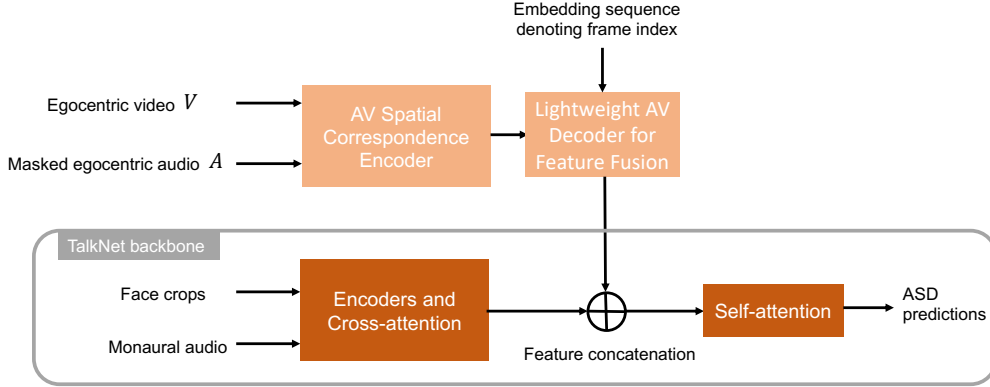 Embedding sequence
denoting frame index
Egocentric video V
Masked egocentric audio A
AV Spatial
Correspondence
Encoder
Lightweight AV
Decoder for
Feature Fusion
TalkNet backbone
Face crops
Monaural audio
Encoders and
Cross-attention
Feature concatenation
Self-attention
ASD
predictions